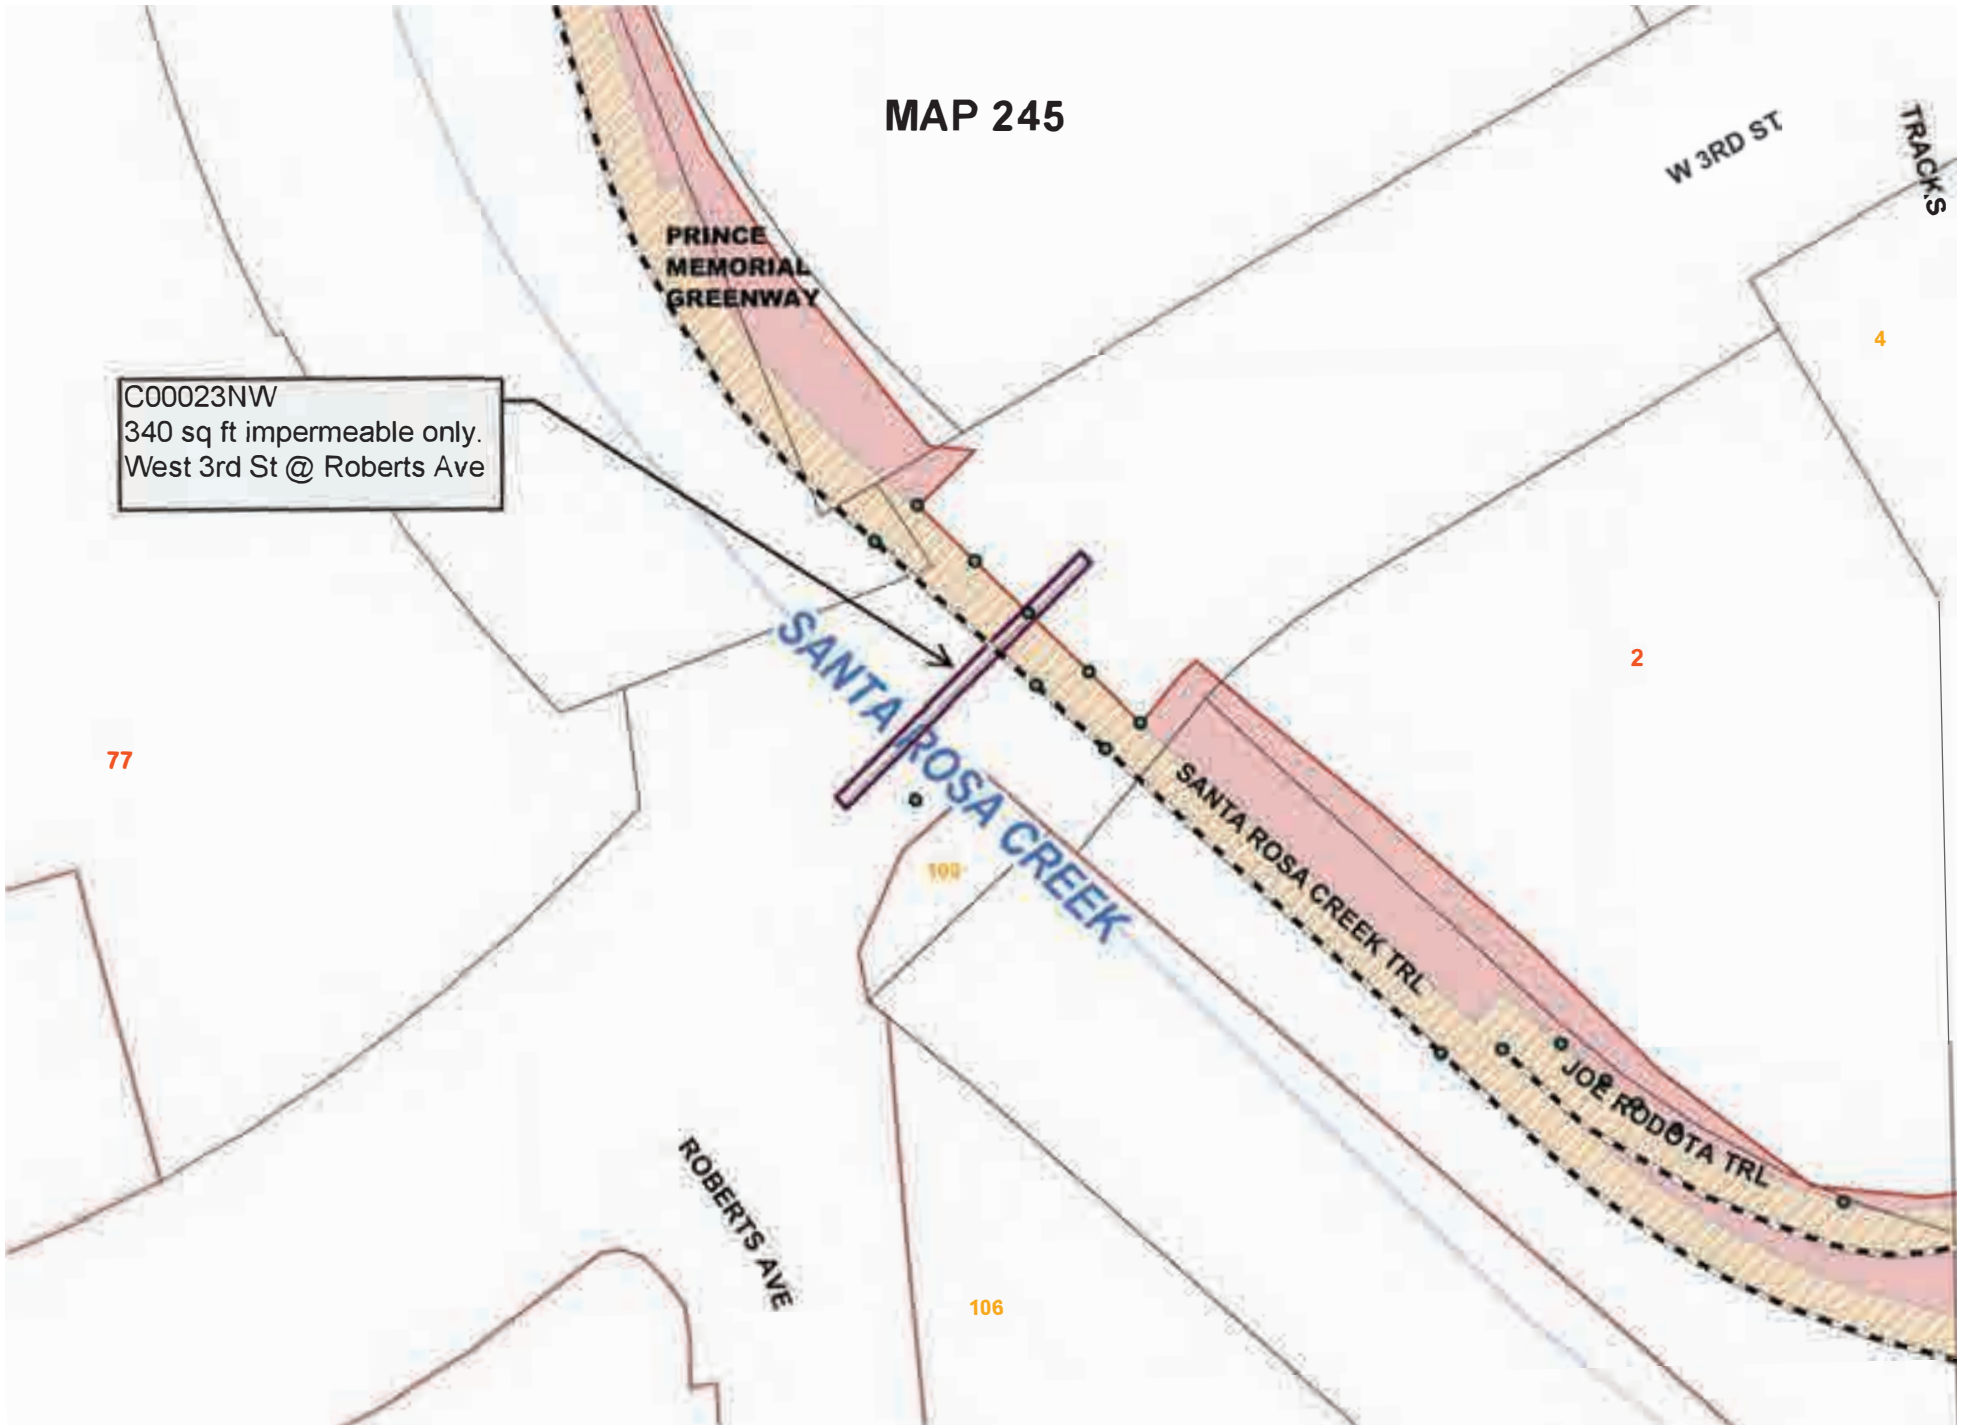 MAP 245
W 3RD ST
TRACKS
PRINCE
MEMORIAL
GREENWAY
4
C00023NW
340 sq ft impermeable only.
West 3rd St @ Roberts Ave
SANTA ROSA CREEK
2
77
SANTA ROSA CREEK TRL
JOE RODOTA TRL
ROBERTS AVE
106